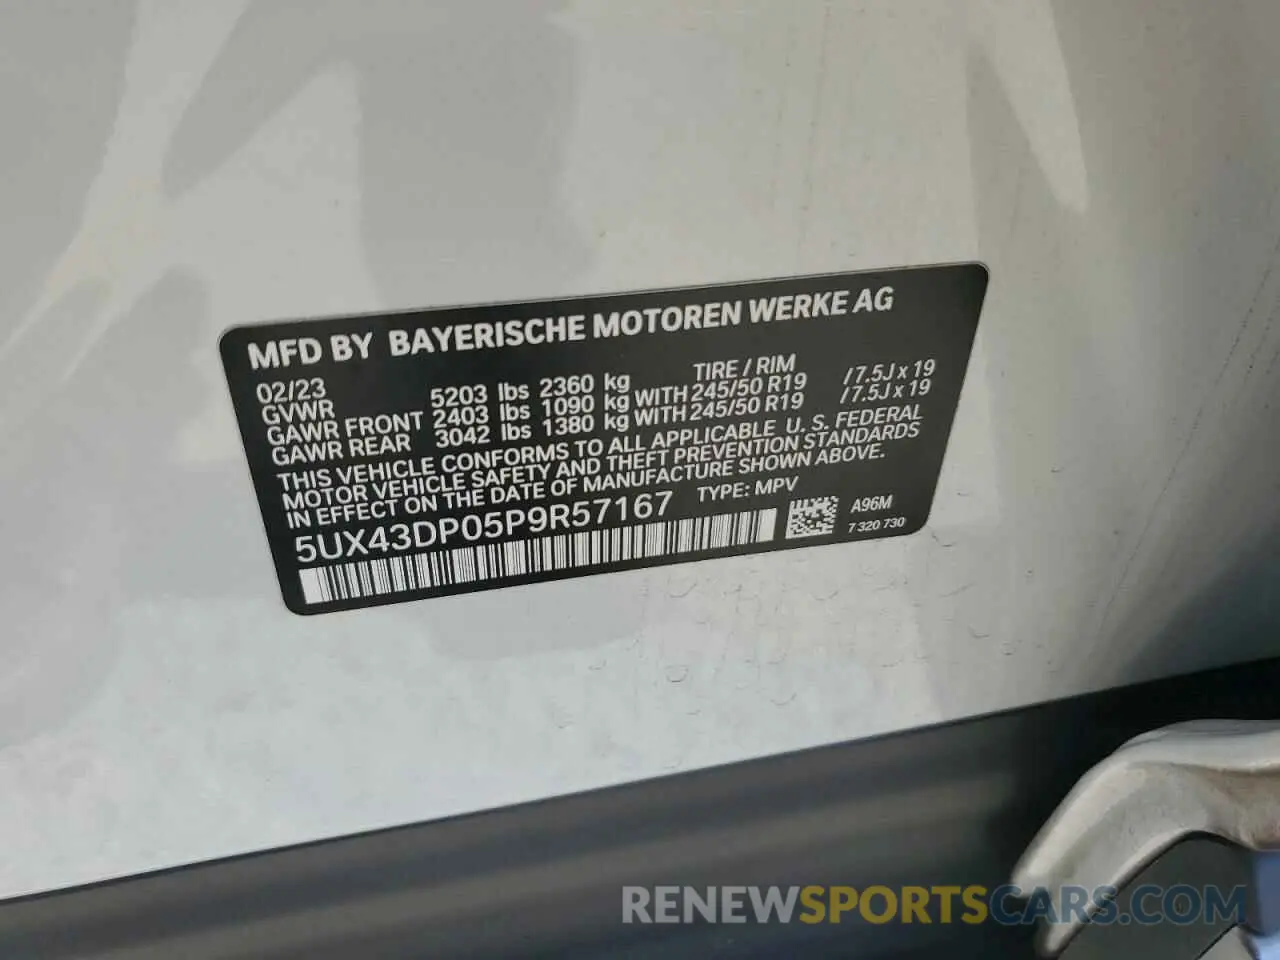 MFD BY BAYERISCHE MOTOREN WERKE AG
02/23 TIRE / RIM
GVWR 5203 lbs 2360 kg
GAWR FRONT 2403 lbs 1090 kg WITH 245/50 R19 / 7.5J x 19
GAWR REAR 3042 lbs 1380 kg WITH 245/50 R19 / 7.5J x 19
THIS VEHICLE CONFORMS TO ALL APPLICABLE U. S. FEDERAL
MOTOR VEHICLE SAFETY AND THEFT PREVENTION STANDARDS
IN EFFECT ON THE DATE OF MANUFACTURE SHOWN ABOVE.
5UX43DP05P9R57167 TYPE: MPV
A96M
7 320 730
RENEWSPORTSCARS.COM